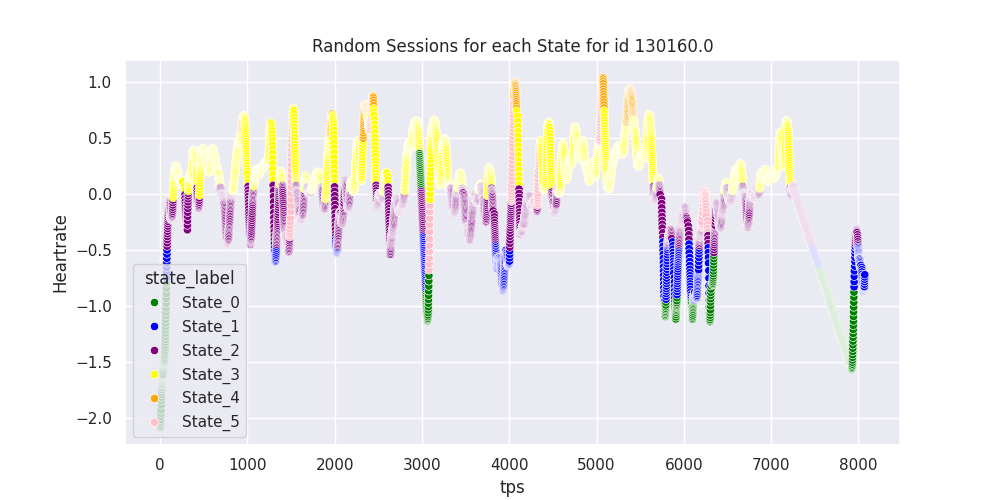 Random Sessions for each State for id 130160.0
Heartrate
1.0
0.5
0.0
−0.5
−1.0
−1.5
−2.0
state_label
State_0
State_1
State_2
State_3
State_4
State_5
0 1000 2000 3000 4000 5000 6000 7000 8000
tps